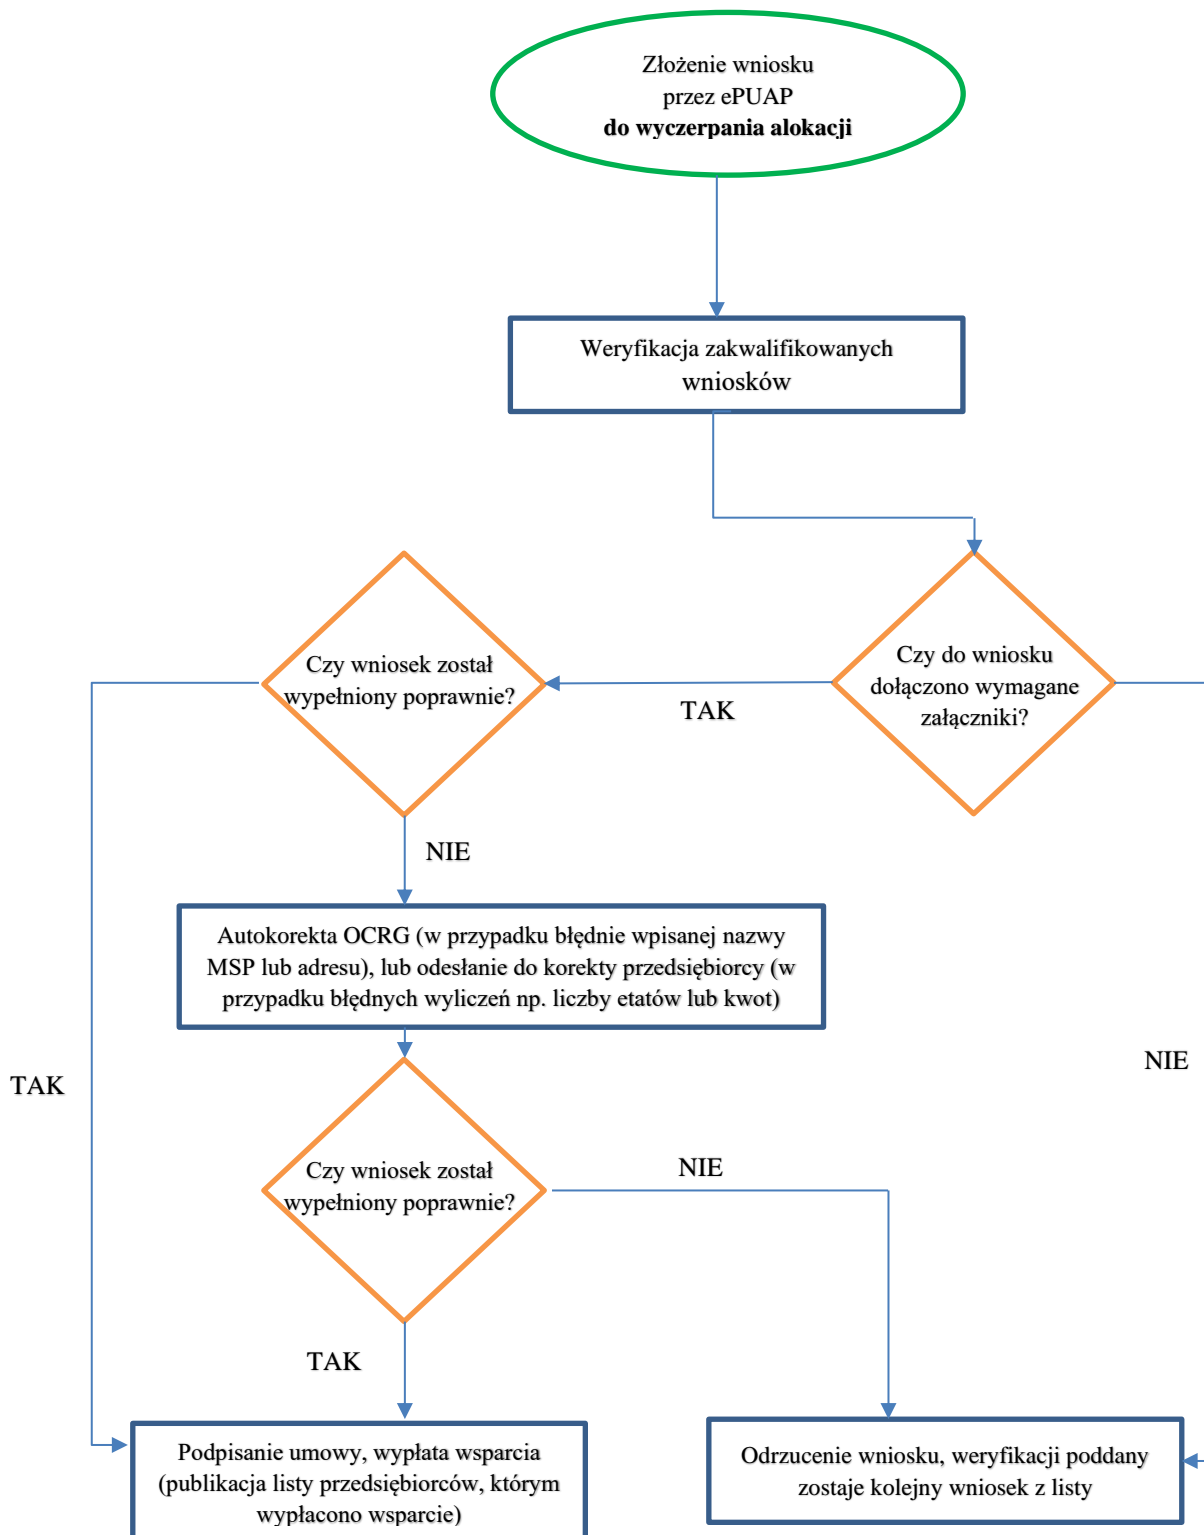 Złożenie wniosku
przez ePUAP
do wyczerpania alokacji
Weryfikacja zakwalifikowanych
wniosków
Czy do wniosku
dołączono wymagane
załączniki?
TAK
Czy wniosek został
wypełniony poprawnie?
NIE
Autokorekta OCRG (w przypadku błędnie wpisanej nazwy
MSP lub adresu), lub odesłanie do korekty przedsiębiorcy (w
przypadku błędnych wyliczeń np. liczby etatów lub kwot)
TAK
NIE
Czy wniosek został
wypełniony poprawnie?
NIE
TAK
Podpisanie umowy, wypłata wsparcia
(publikacja listy przedsiębiorców, którym
wypłacono wsparcie)
Odrzucenie wniosku, weryfikacji poddany
zostaje kolejny wniosek z listy